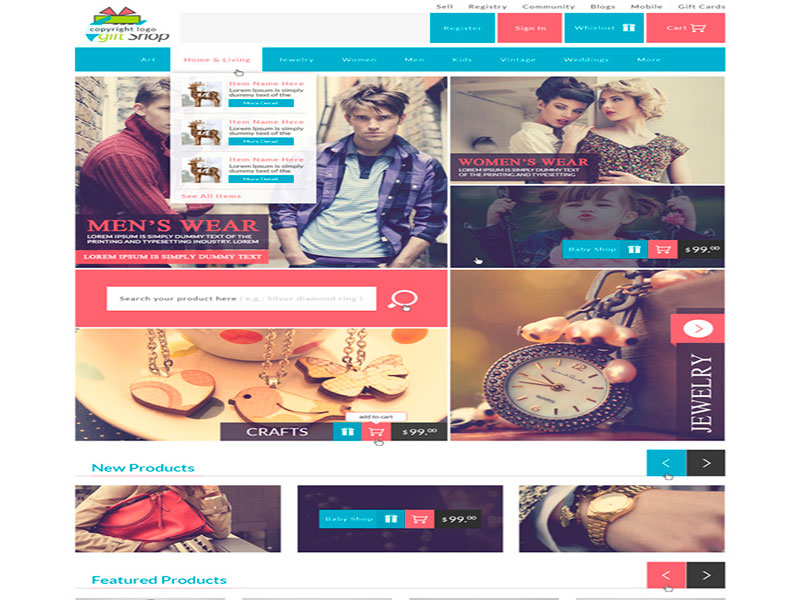 Sell Registry Community Blogs Mobile Gift Cards
copyright logo
gift Shop
Register Sign In Whislost Cart
Art Home & Living Jewelry Women Men Kids Vintage Weddings More
Item Name Here
Lorem Ipsum is simply
dummy text of the
More Detail
Item Name Here
Lorem Ipsum is simply
dummy text of the
More Detail
Item Name Here
Lorem Ipsum is simply
dummy text of the
More Detail
See All Items
MEN'S WEAR
LOREM IPSUM IS SIMPLY DUMMY TEXT OF THE
PRINTING AND TYPESETTING INDUSTRY. LOREM
LOREM IPSUM IS SIMPLY DUMMY TEXT
WOMEN'S WEAR
LOREM IPSUM IS SIMPLY DUMMY TEXT
OF THE PRINTING AND TYPESETTING
Baby Shop $99.00
Search your product here ( e.g.: Silver diamond ring )
add to cart
CRAFTS $99.00
JEWELRY
New Products
Baby Shop $99.00
Featured Products